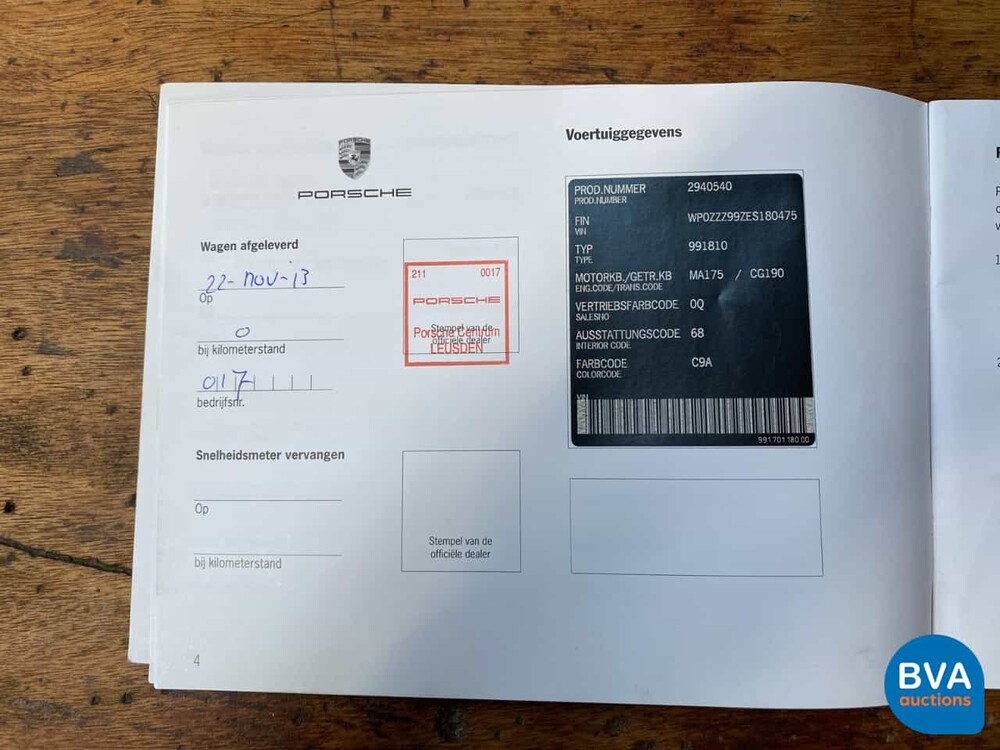 PORSCHE
PORSCHE
Wagen afgeleverd
22-nov-13
Op
0
bij kilometerstand
017
bedrijfsnr.
211 0017
PORSCHE
Stempel van de
Porsche Centrum
officiële dealer
LEUSDEN
Snelheidsmeter vervangen
Op
bij kilometerstand
Stempel van de
officiële dealer
4
Voertuiggegevens
PROD.NUMMER 2940540
PROD.NUMBER
FIN WP0ZZZ99ZES180475
VIN
TYP 991810
TYPE
MOTORKB./GETR.KB MA175 / CG190
ENG.CODE/TRANS.CODE
VERTRIEBSFARBCODE 0Q
SALESNO
AUSSTATTUNGSCODE 68
INTERIOR CODE
FARBCODE C9A
COLORCODE
VIN
991.701.180.00
BVA
auctions